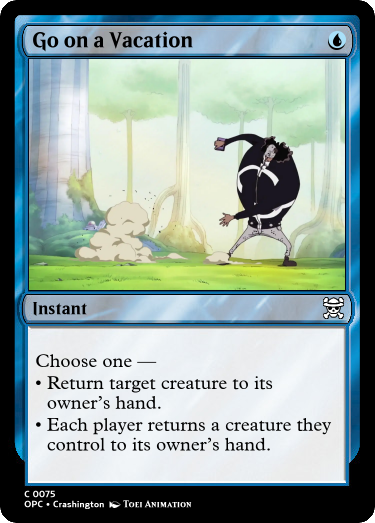 Go on a Vacation
Instant
Choose one —
• Return target creature to its
owner's hand.
• Each player returns a creature they
control to its owner's hand.
C 0075
OPC • Crashington TOEI ANIMATION